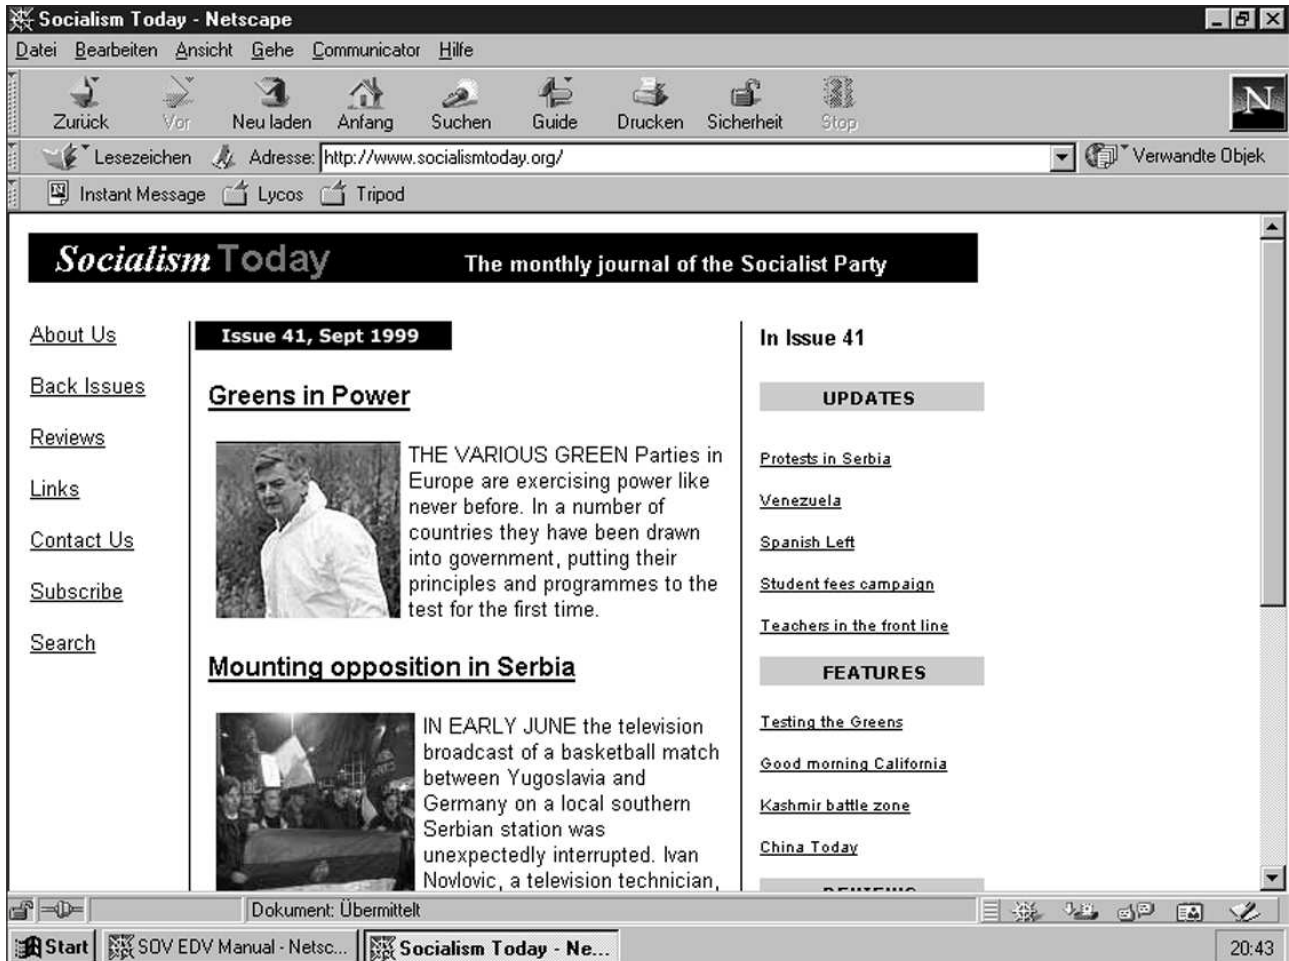 Socialism Today - Netscape
Datei Bearbeiten Ansicht Gehe Communicator Hilfe
Zurück Vor Neu laden Anfang Suchen Guide Drucken Sicherheit Stop
N
Lesezeichen Adresse: http://www.socialismtoday.org/ Verwandte Objek
Instant Message Lycos Tripod
Socialism Today The monthly journal of the Socialist Party
About Us
Back Issues
Reviews
Links
Contact Us
Subscribe
Search
Issue 41, Sept 1999
Greens in Power
THE VARIOUS GREEN Parties in
Europe are exercising power like
never before. In a number of
countries they have been drawn
into government, putting their
principles and programmes to the
test for the first time.
Mounting opposition in Serbia
IN EARLY JUNE the television
broadcast of a basketball match
between Yugoslavia and
Germany on a local southern
Serbian station was
unexpectedly interrupted. Ivan
Novlovic, a television technician,
In Issue 41
UPDATES
Protests in Serbia
Venezuela
Spanish Left
Student fees campaign
Teachers in the front line
FEATURES
Testing the Greens
Good morning California
Kashmir battle zone
China Today
Dokument: Übermittelt
Start SOV EDV Manual - Netsc... Socialism Today - Ne... 20:43